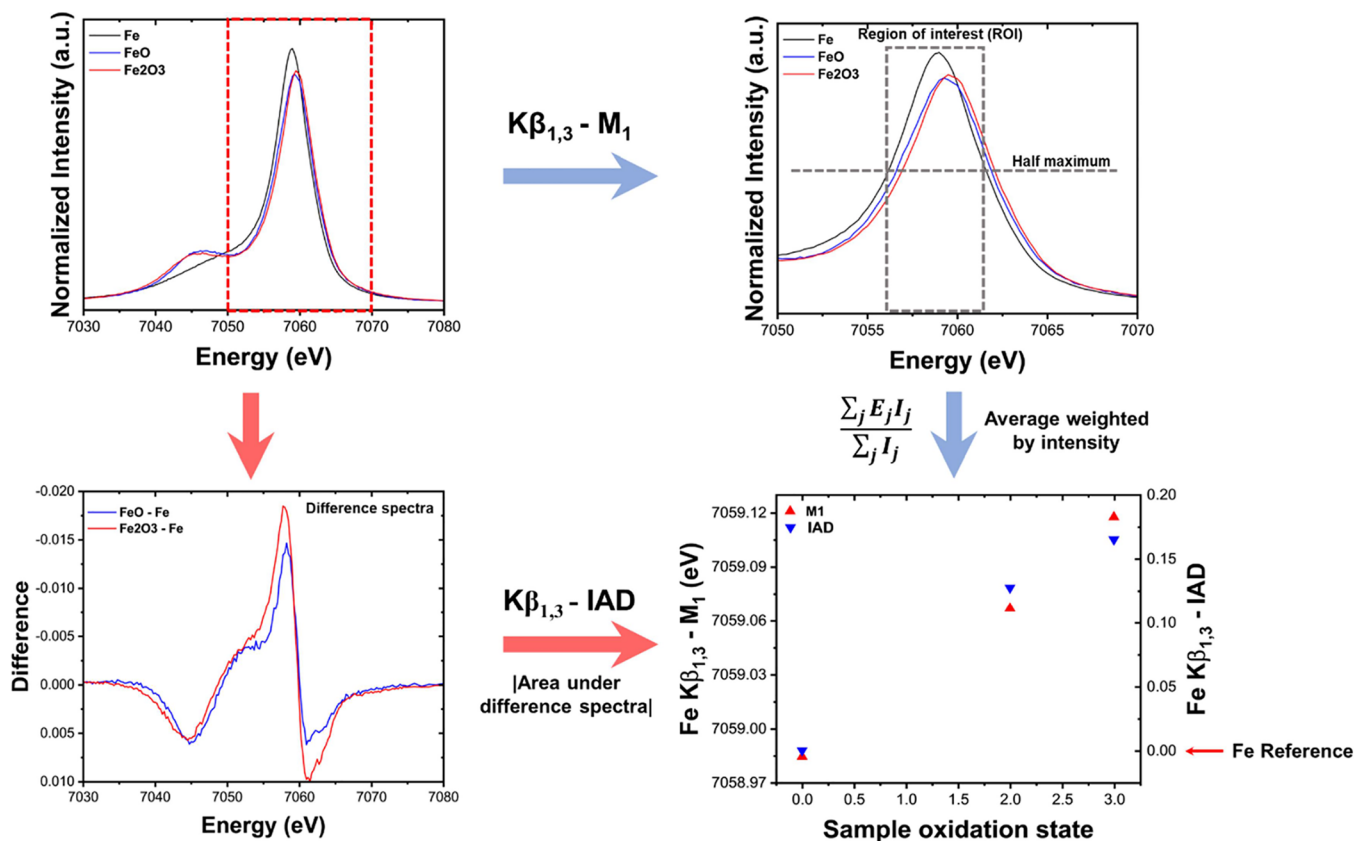 Fe
FeO
Fe2O3
Normalized Intensity (a.u.)
7030 7040 7050 7060 7070 7080
Energy (eV)
Kβ1,3 - M1
Fe
FeO
Fe2O3
Region of interest (ROI)
Half maximum
Normalized Intensity (a.u.)
7050 7055 7060 7065 7070
Energy (eV)
∑j EjIj
∑j Ij
Average weighted
by intensity
FeO - Fe
Fe2O3 - Fe
Difference spectra
Difference
-0.020
-0.015
-0.010
-0.005
0.000
0.005
0.010
7030 7040 7050 7060 7070 7080
Energy (eV)
Kβ1,3 - IAD
|Area under
difference spectra|
M1
IAD
Fe Kβ1,3 - M1 (eV)
7059.12
7059.09
7059.06
7059.03
7059.00
7058.97
0.20
0.15
0.10
0.05
0.00
Fe Kβ1,3 - IAD
Fe Reference
0.0 0.5 1.0 1.5 2.0 2.5 3.0
Sample oxidation state